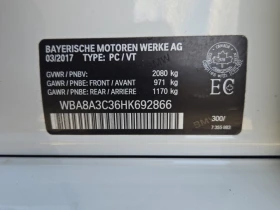 BAYERISCHE MOTOREN WERKE AG
03/2017 TYPE: PC / VT
GVWR / PNBV: 2080 kg
GAWR/PNBE: FRONT / AVANT 971 kg
GAWR/PNBE: REAR / ARRIERE 1170 kg
WBA8A3C36HK692866
EC
300/